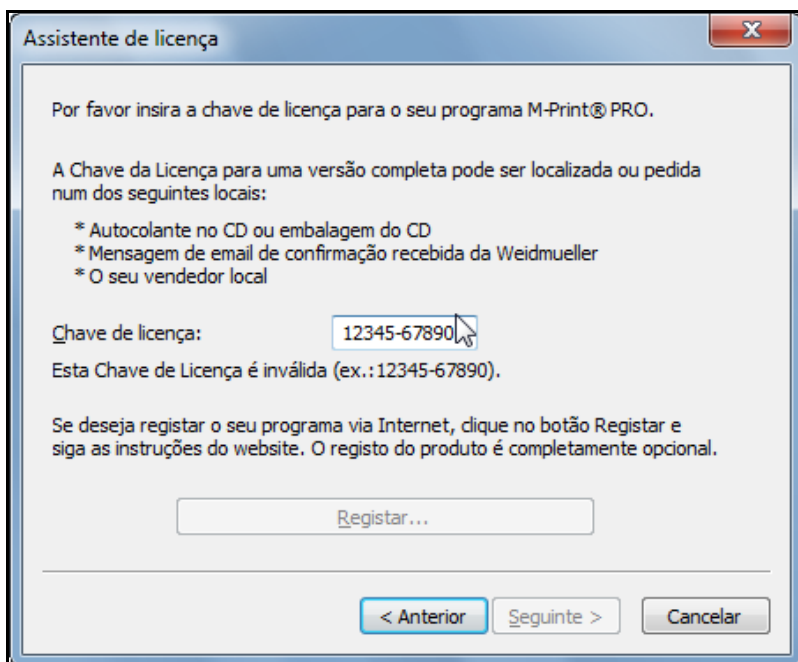 Assistente de licença
Por favor insira a chave de licença para o seu programa M-Print® PRO.
A Chave da Licença para uma versão completa pode ser localizada ou pedida
num dos seguintes locais:
* Autocolante no CD ou embalagem do CD
* Mensagem de email de confirmação recebida da Weidmueller
* O seu vendedor local
Chave de licença: 12345-67890
Esta Chave de Licença é inválida (ex.:12345-67890).
Se deseja registar o seu programa via Internet, clique no botão Registar e
siga as instruções do website. O registo do produto é completamente opcional.
Registar...
< Anterior Seguinte > Cancelar